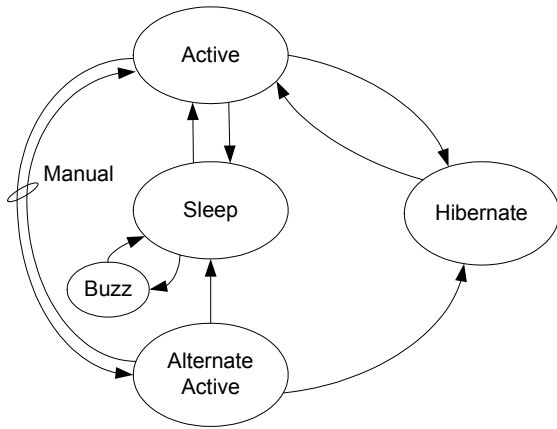 Active
Manual
Sleep
Hibernate
Buzz
Alternate
Active